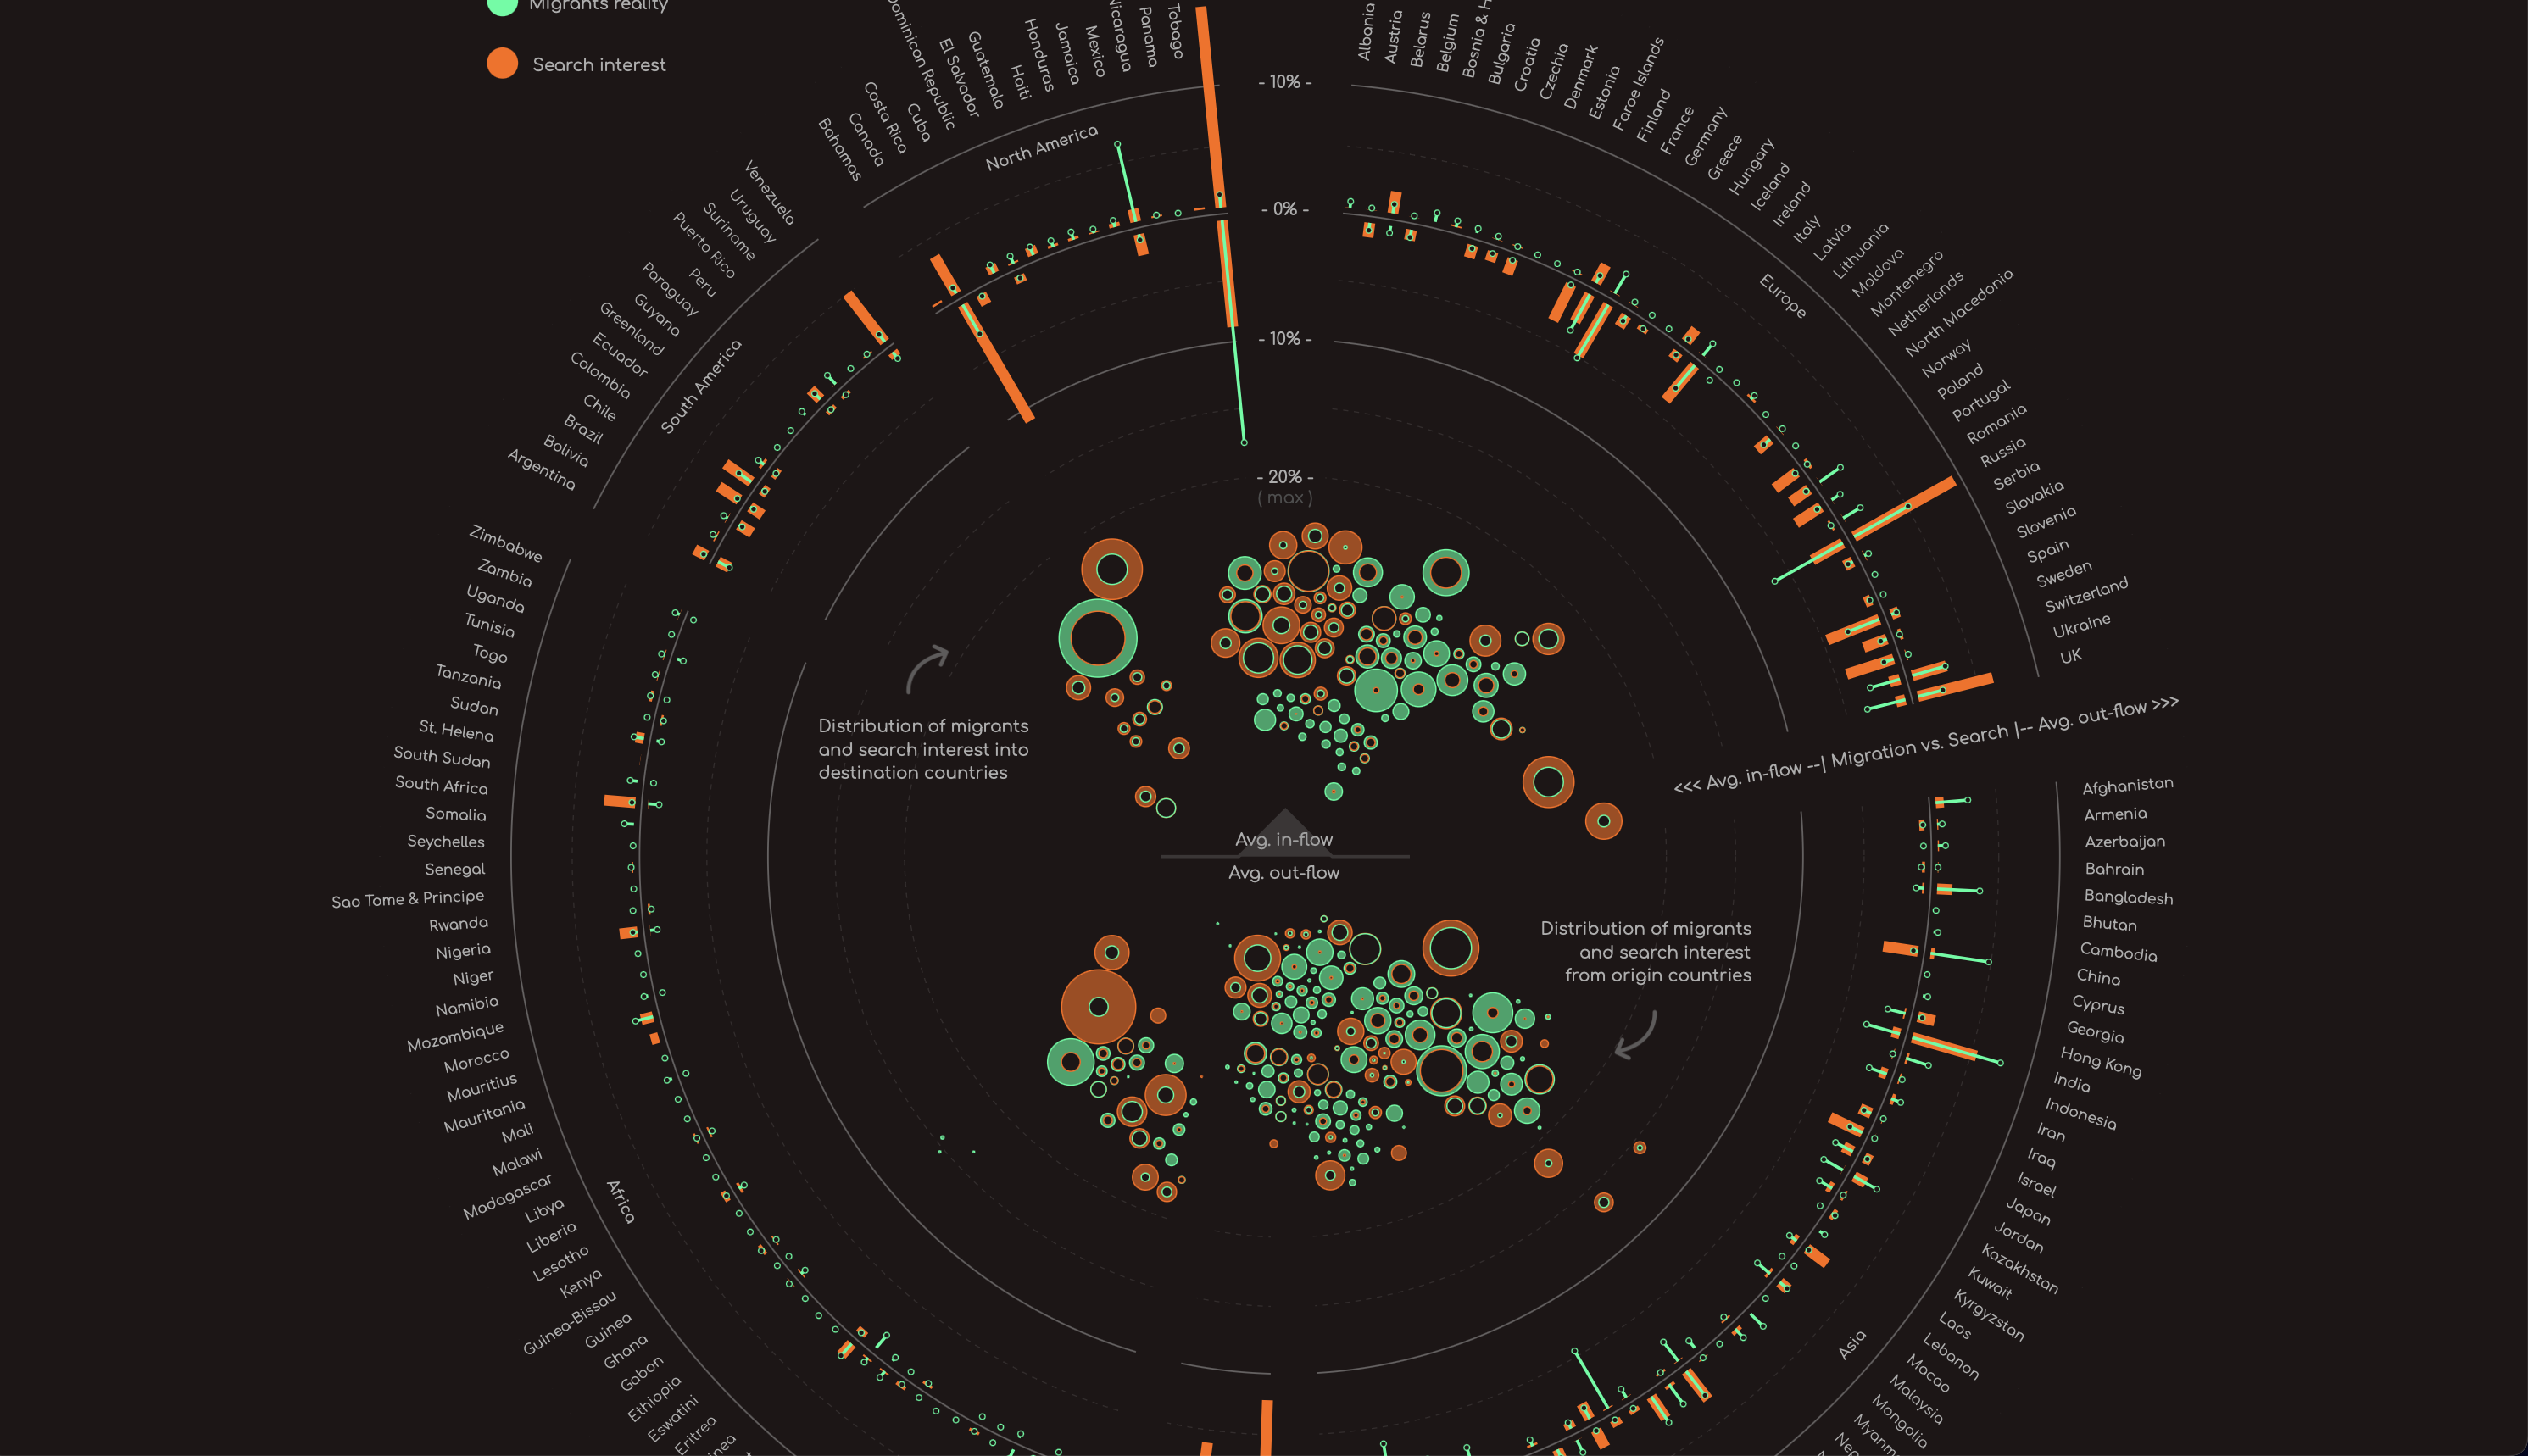 Migrants reality
Search interest
Dominican Republic
El Salvador
Guatemala
Haiti
Honduras
Jamaica
Mexico
Nicaragua
Panama
Tobago
Cuba
Costa Rica
Canada
Bahamas
North America
- 10% -
- 0% -
- 10% -
- 20% -
( max )
Albania
Austria
Belarus
Belgium
Bosnia & H
Bulgaria
Croatia
Czechia
Denmark
Estonia
Faroe Islands
Finland
France
Germany
Greece
Hungary
Iceland
Ireland
Italy
Latvia
Lithuania
Moldova
Montenegro
Netherlands
North Macedonia
Norway
Poland
Portugal
Romania
Russia
Serbia
Slovakia
Slovenia
Spain
Sweden
Switzerland
Ukraine
UK
Europe
Venezuela
Uruguay
Suriname
Puerto Rico
Peru
Paraguay
Guyana
Greenland
Ecuador
Colombia
Chile
Brazil
Bolivia
Argentina
South America
Distribution of migrants
and search interest into
destination countries
<<< Avg. in-flow --| Migration vs. Search |-- Avg. out-flow >>>
Avg. in-flow
Avg. out-flow
Distribution of migrants
and search interest
from origin countries
Zimbabwe
Zambia
Uganda
Tunisia
Togo
Tanzania
Sudan
St. Helena
South Sudan
South Africa
Somalia
Seychelles
Senegal
Sao Tome & Principe
Rwanda
Nigeria
Niger
Namibia
Mozambique
Morocco
Mauritius
Mauritania
Mali
Malawi
Madagascar
Libya
Liberia
Lesotho
Kenya
Guinea-Bissau
Guinea
Ghana
Gabon
Ethiopia
Eswatini
Eritrea
inea
Africa
Afghanistan
Armenia
Azerbaijan
Bahrain
Bangladesh
Bhutan
Cambodia
China
Cyprus
Georgia
Hong Kong
India
Indonesia
Iran
Iraq
Israel
Japan
Jordan
Kazakhstan
Kuwait
Kyrgyzstan
Laos
Lebanon
Macao
Malaysia
Mongolia
Myanm
Nep
Asia